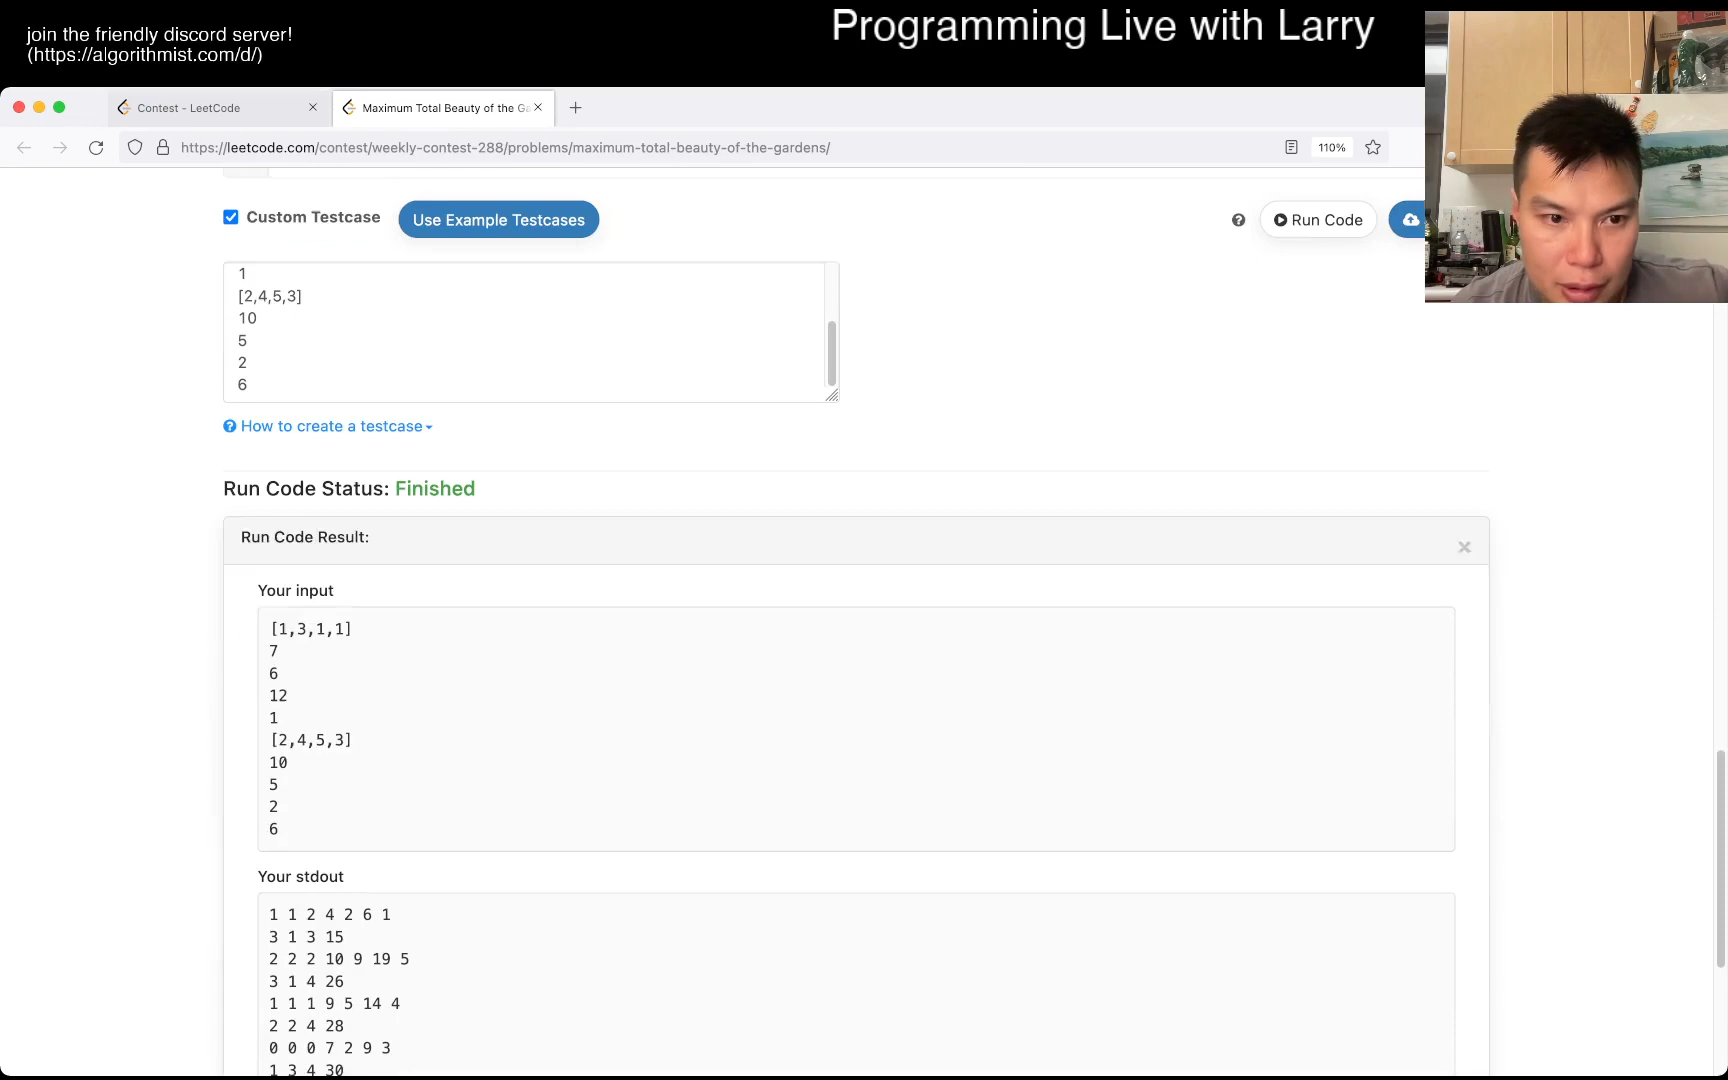 join the friendly discord server!
(https://algorithmist.com/d/)
Programming Live with Larry
Contest - LeetCode
Maximum Total Beauty of the Ga
https://leetcode.com/contest/weekly-contest-288/problems/maximum-total-beauty-of-the-gardens/
110%
Custom Testcase
Use Example Testcases
Run Code
1
[2,4,5,3]
10
5
2
6
How to create a testcase
Run Code Status: Finished
Run Code Result:
Your input
[1,3,1,1]
7
6
12
1
[2,4,5,3]
10
5
2
6
Your stdout
1 1 2 4 2 6 1
3 1 3 15
2 2 2 10 9 19 5
3 1 4 26
1 1 1 9 5 14 4
2 2 4 28
0 0 0 7 2 9 3
1 3 4 30